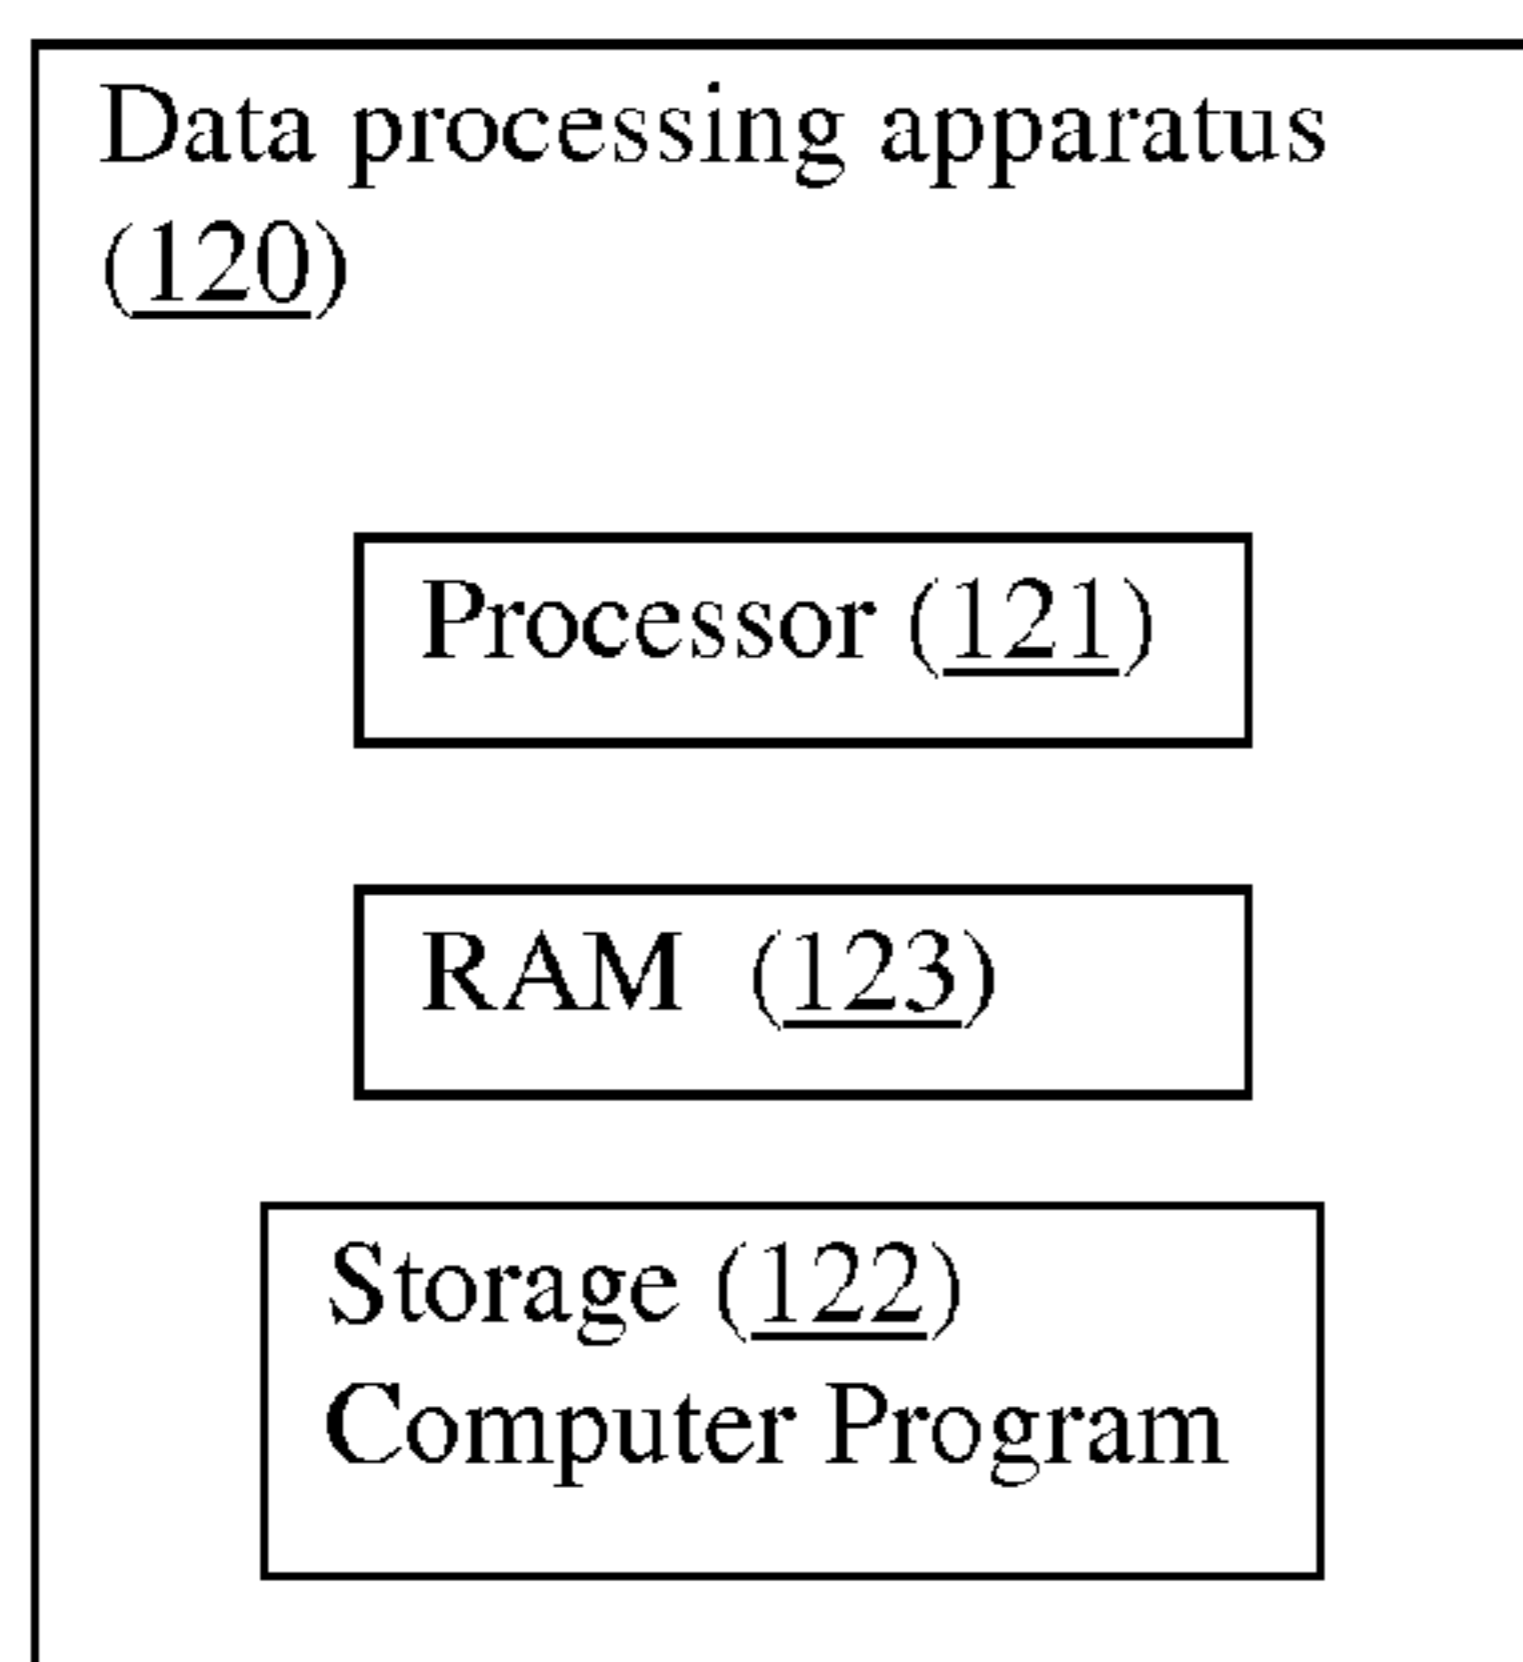 Data processing apparatus
(120)
Processor (121)
RAM (123)
Storage (122)
Computer Program